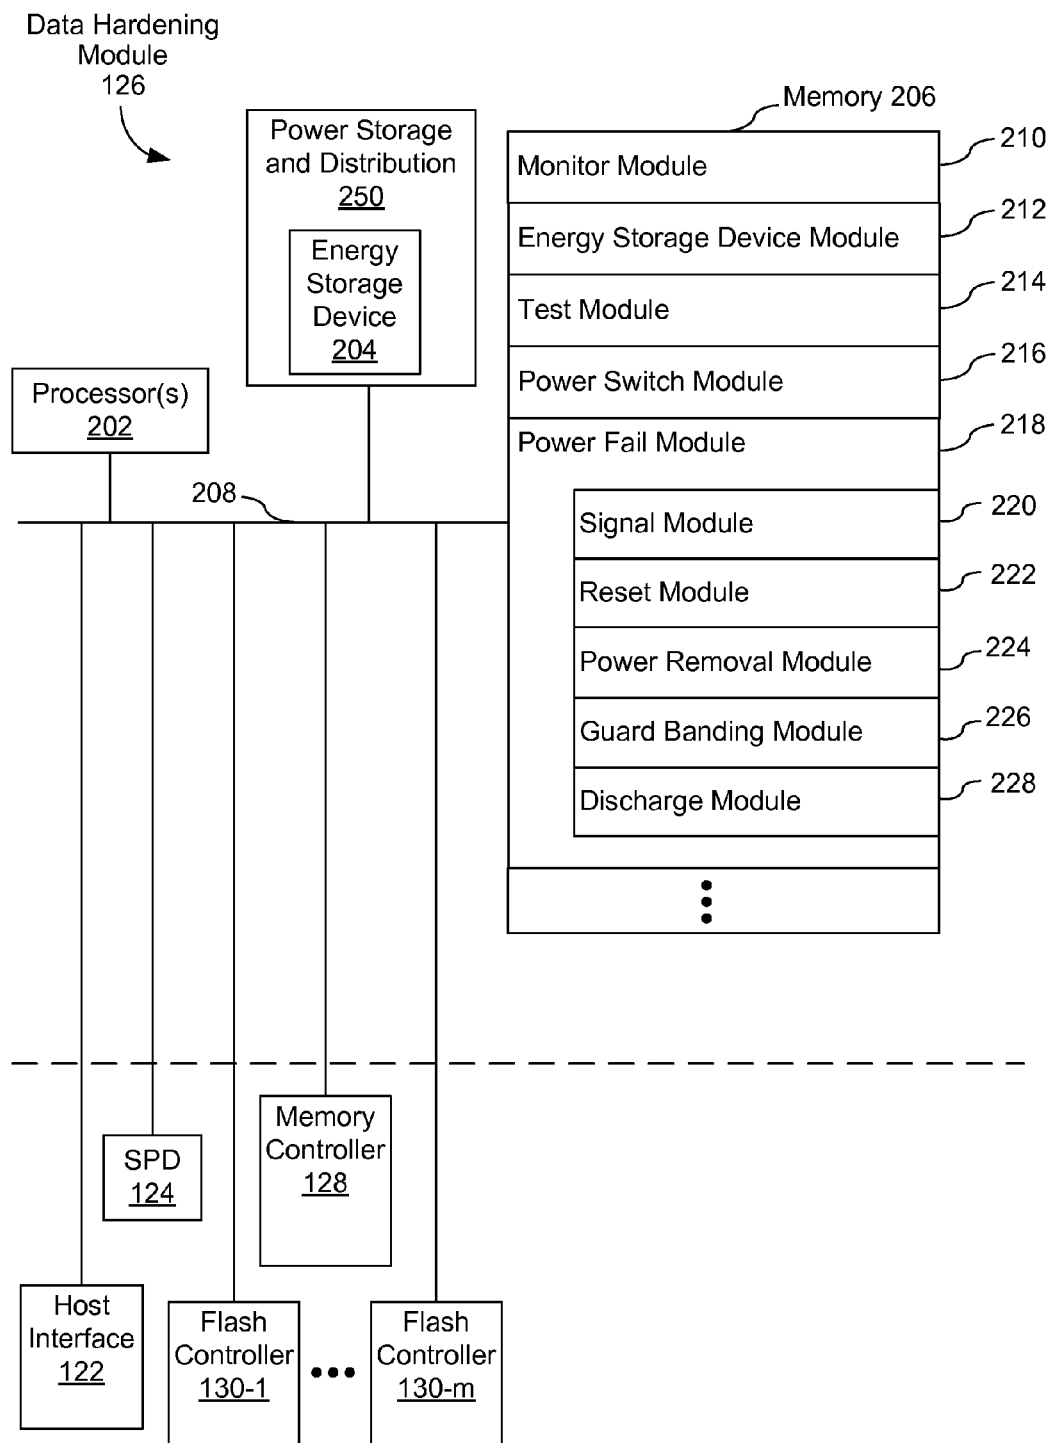 Data Hardening
Module
126
Power Storage
and Distribution
250
Energy
Storage
Device
204
Processor(s)
202
208
Memory 206
Monitor Module
210
Energy Storage Device Module
212
Test Module
214
Power Switch Module
216
Power Fail Module
218
Signal Module
220
Reset Module
222
Power Removal Module
224
Guard Banding Module
226
Discharge Module
228
Memory
Controller
128
SPD
124
Host
Interface
122
Flash
Controller
130-1
Flash
Controller
130-m